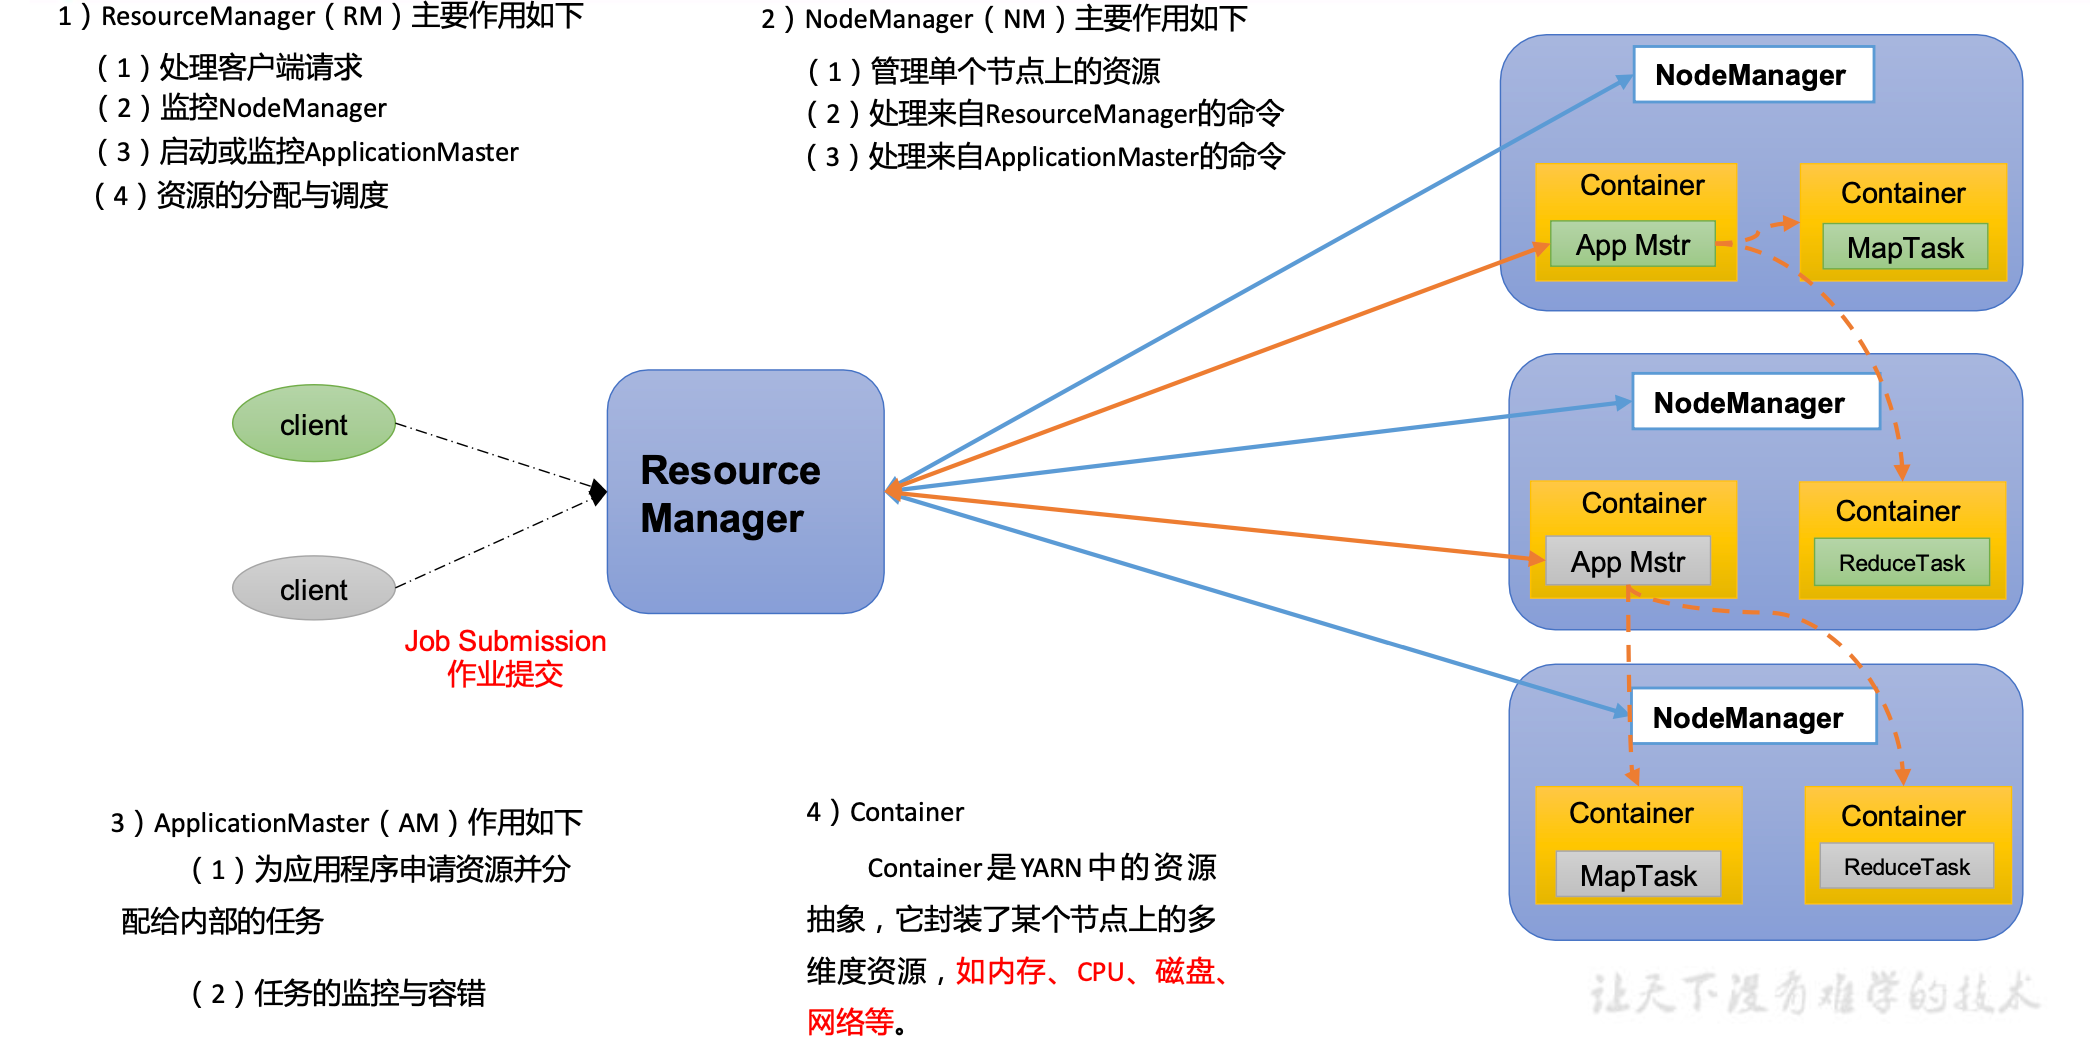 1）ResourceManager（RM）主要作用如下
（1）处理客户端请求
（2）监控NodeManager
（3）启动或监控ApplicationMaster
（4）资源的分配与调度
2）NodeManager（NM）主要作用如下
（1）管理单个节点上的资源
（2）处理来自ResourceManager的命令
（3）处理来自ApplicationMaster的命令
client
client
Job Submission
作业提交
Resource
Manager
NodeManager
Container
App Mstr
Container
MapTask
NodeManager
Container
App Mstr
Container
ReduceTask
NodeManager
Container
MapTask
Container
ReduceTask
3）ApplicationMaster（AM）作用如下
（1）为应用程序申请资源并分
配给内部的任务
（2）任务的监控与容错
4）Container
Container是YARN中的资源
抽象，它封装了某个节点上的多
维度资源，如内存、CPU、磁盘、
网络等。
让天下没有难学的技术